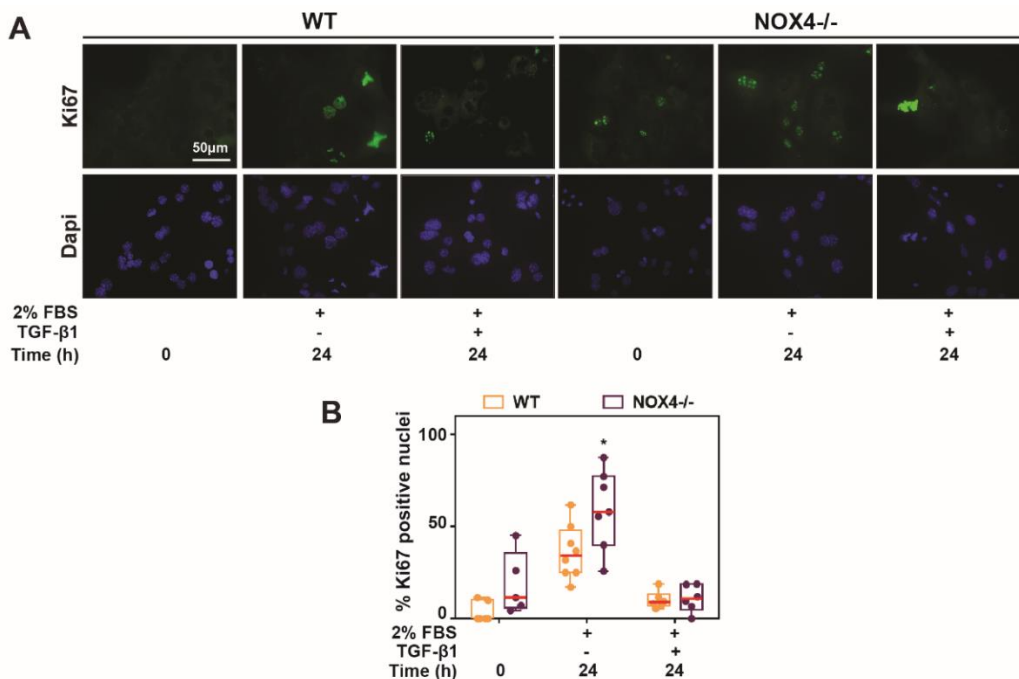 A
WT NOX4-/-
Ki67
50µm
Dapi
2% FBS + + + +
TGF-β1 - + - +
Time (h) 0 24 24 0 24 24
B
WT NOX4-/-
% Ki67 positive nuclei
100
*
50
0
2% FBS + +
TGF-β1 - +
Time (h) 0 24 24